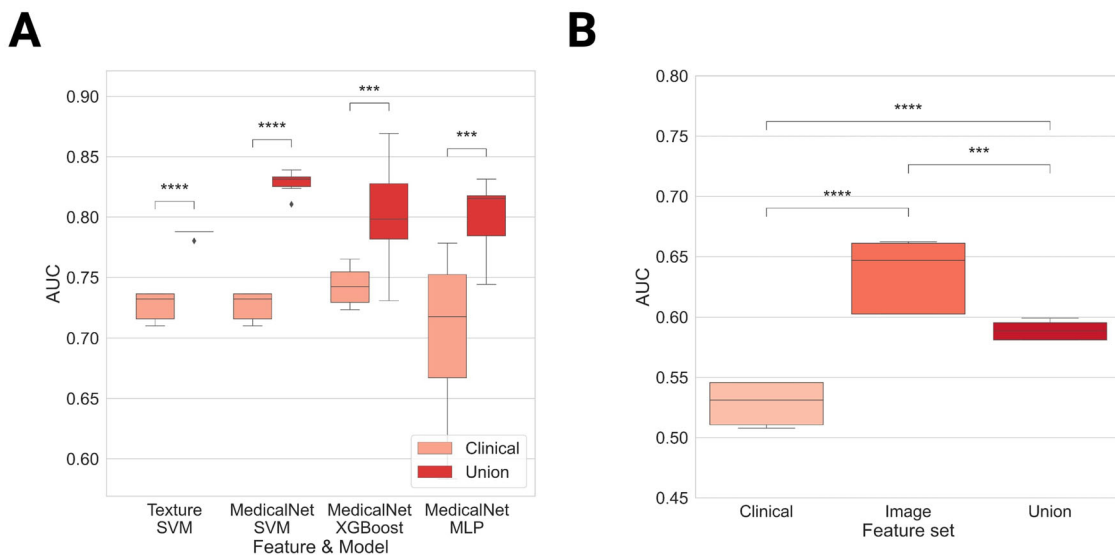 A
0.90
0.85
0.80
0.75
0.70
0.65
0.60
AUC
****
****
***
***
Clinical
Union
Texture
SVM
MedicalNet
SVM
MedicalNet
XGBoost
MedicalNet
MLP
Feature & Model
B
0.80
0.75
0.70
0.65
0.60
0.55
0.50
0.45
AUC
****
***
****
Clinical
Image
Union
Feature set